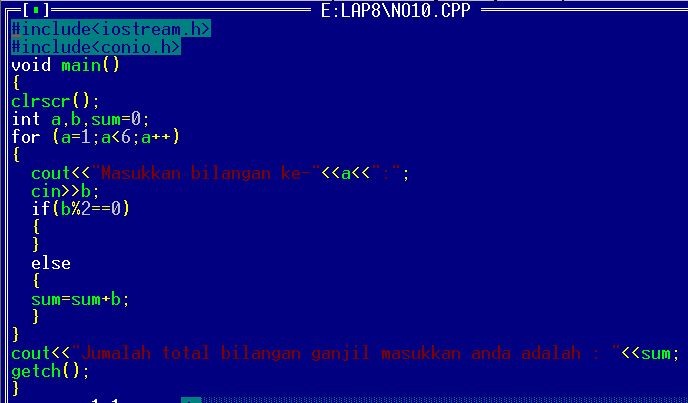 [■] E:LAP8\NO10.CPP
#include<iostream.h>
#include<conio.h>
void main()
{
clrscr();
int a,b,sum=0;
for (a=1;a<6;a++)
{
  cout<<"Masukkan bilangan ke-"<<a<<":";
  cin>>b;
  if(b%2==0)
  {
  }
  else
  {
  sum=sum+b;
  }
}
cout<<"Jumalah total bilangan ganjil masukkan anda adalah : "<<sum;
getch();
}